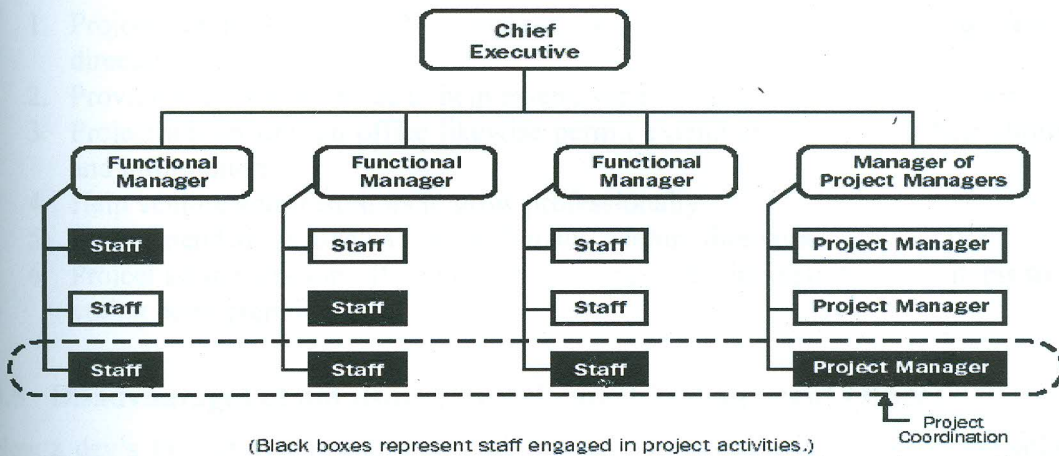 Chief
Executive
Functional
Manager
Functional
Manager
Functional
Manager
Manager of
Project Managers
Staff
Staff
Staff
Project Manager
Staff
Staff
Staff
Project Manager
Staff
Staff
Staff
Project Manager
Project
Coordination
(Black boxes represent staff engaged in project activities.)